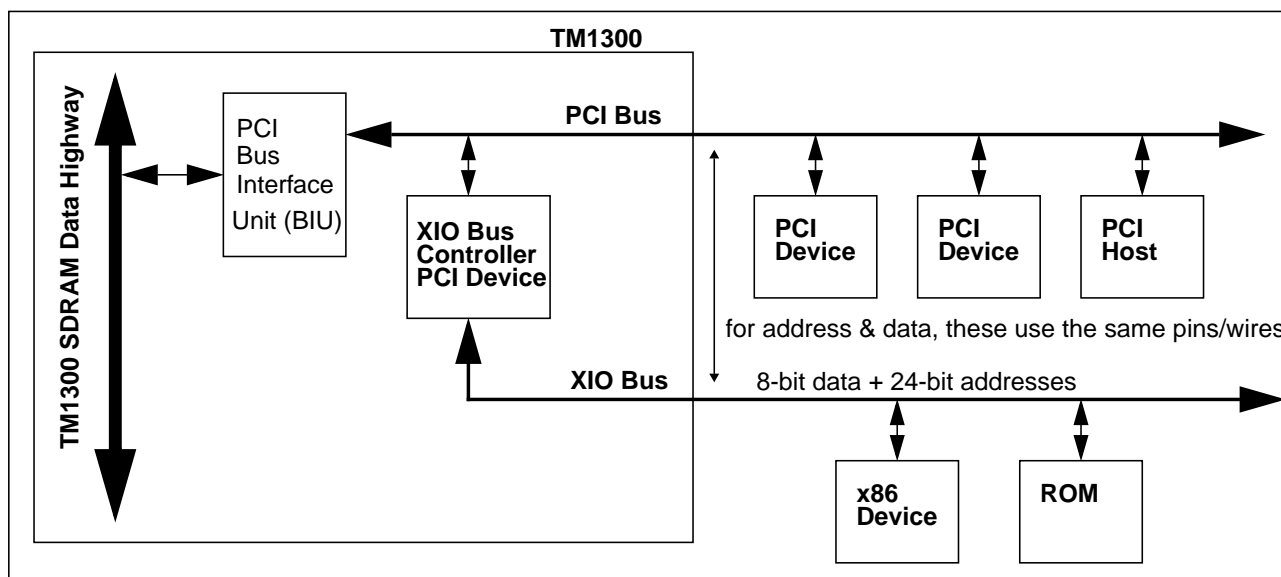 TM1300
TM1300 SDRAM Data Highway
PCI
Bus
Interface
Unit (BIU)
PCI Bus
XIO Bus
Controller
PCI Device
PCI
Device
PCI
Device
PCI
Host
for address & data, these use the same pins/wires
XIO Bus
8-bit data + 24-bit addresses
x86
Device
ROM